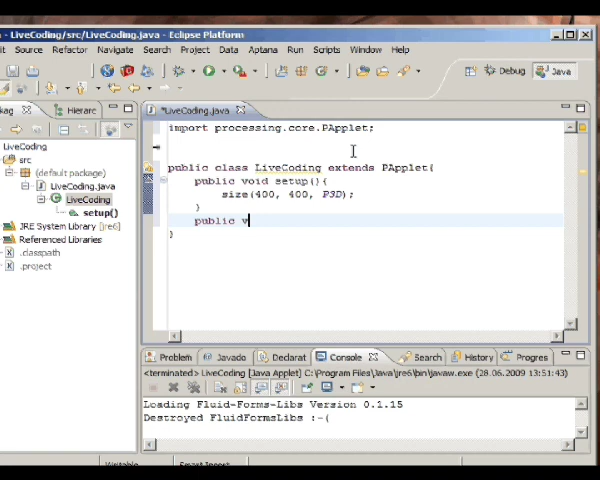 - LiveCoding/src/LiveCoding.java - Eclipse Platform
it Source Refactor Navigate Search Project Data Aptana Run Scripts Window Help
Debug Java
kag Hierarc
*LiveCoding.java
LiveCoding
src
(default package)
LiveCoding.java
LiveCoding
setup()
JRE System Library [jre6]
Referenced Libraries
.classpath
.project
import processing.core.PApplet;
public class LiveCoding extends PApplet{
public void setup(){
size(400, 400, P3D);
}
public v
}
Problem Javadoc Declarat Console Search History Progres
<terminated> LiveCoding [Java Applet] C:\Program Files\Java\jre6\bin\javaw.exe (28.06.2009 13:51:43)
Loading Fluid-Forms-Libs Version 0.1.15
Destroyed FluidFormsLibs :-(
Writable Smart Insert